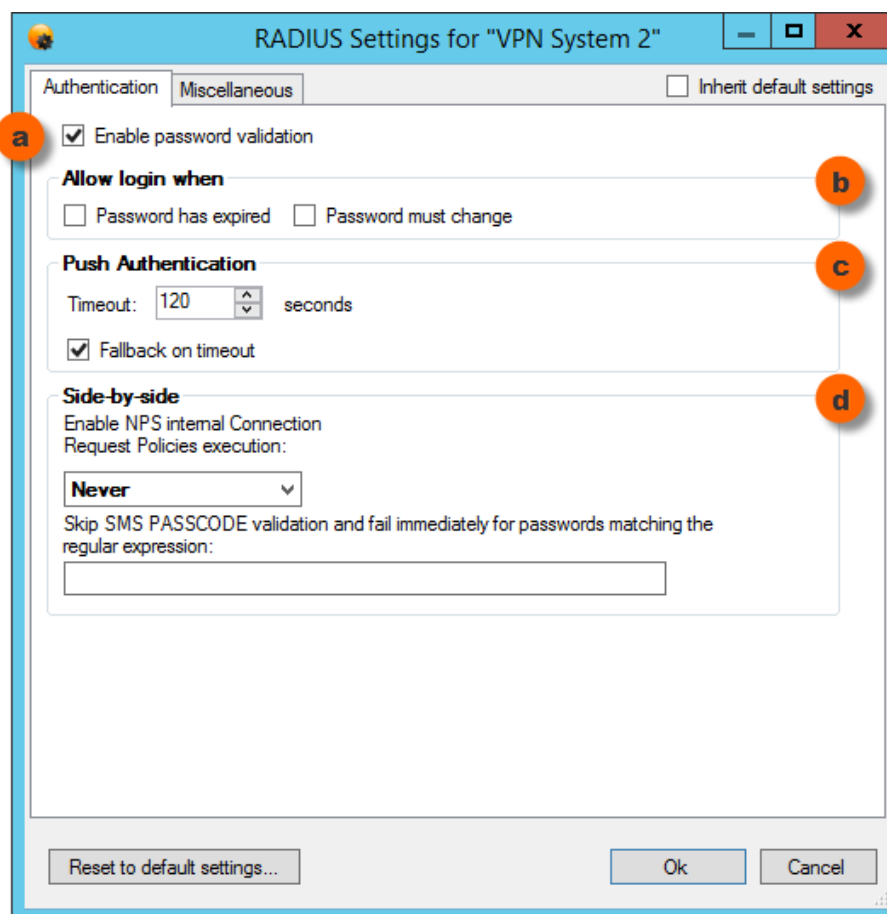 RADIUS Settings for "VPN System 2"
Authentication
Miscellaneous
Inherit default settings
a
Enable password validation
Allow login when
b
Password has expired
Password must change
Push Authentication
c
Timeout: 120 seconds
Fallback on timeout
Side-by-side
d
Enable NPS internal Connection
Request Policies execution:
Never
Skip SMS PASSCODE validation and fail immediately for passwords matching the
regular expression:
Reset to default settings...
Ok
Cancel